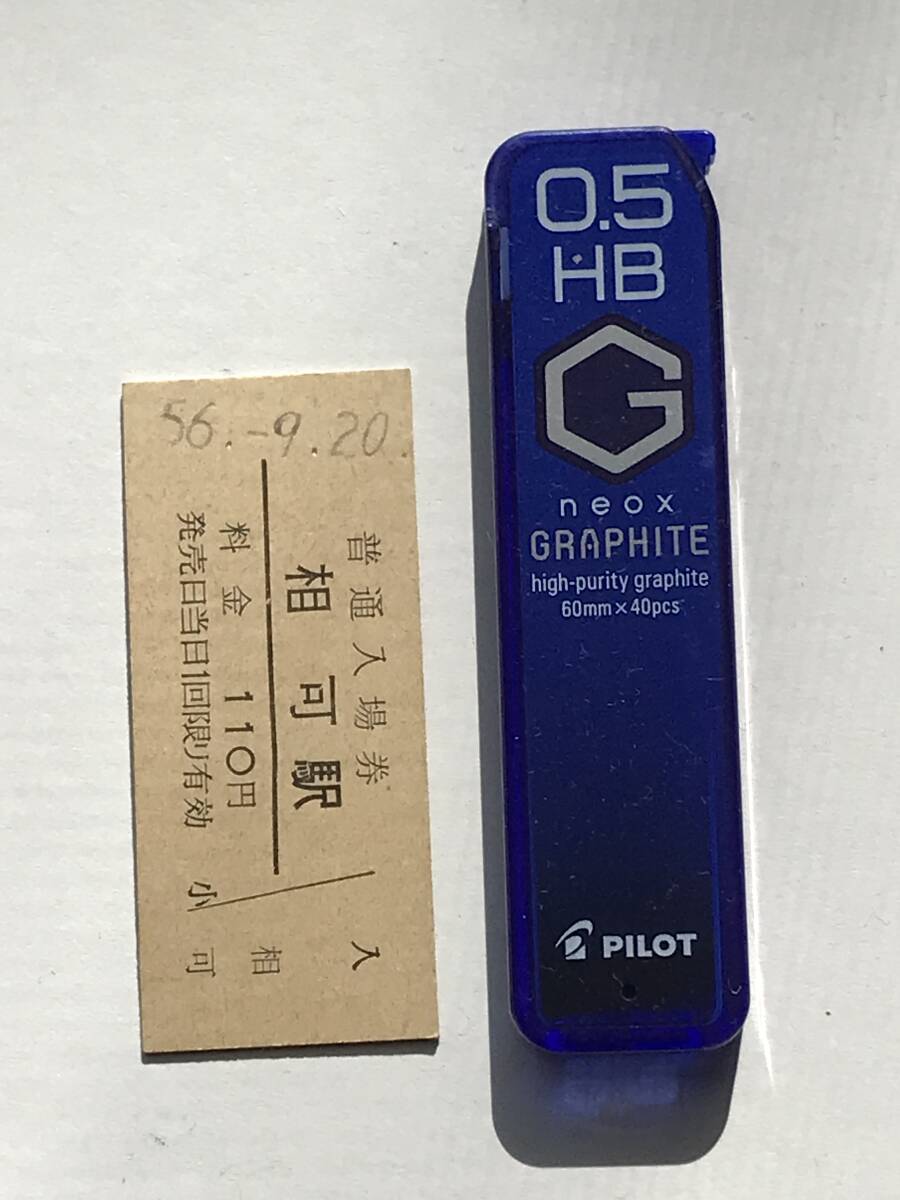 56.-9.20.
普通入場券
相可駅
料金 110円
発売日当日1回限り有効
小
入
相
可
0.5
HB
G
neox
GRAPHITE
high-purity graphite
60mm×40pcs
PILOT